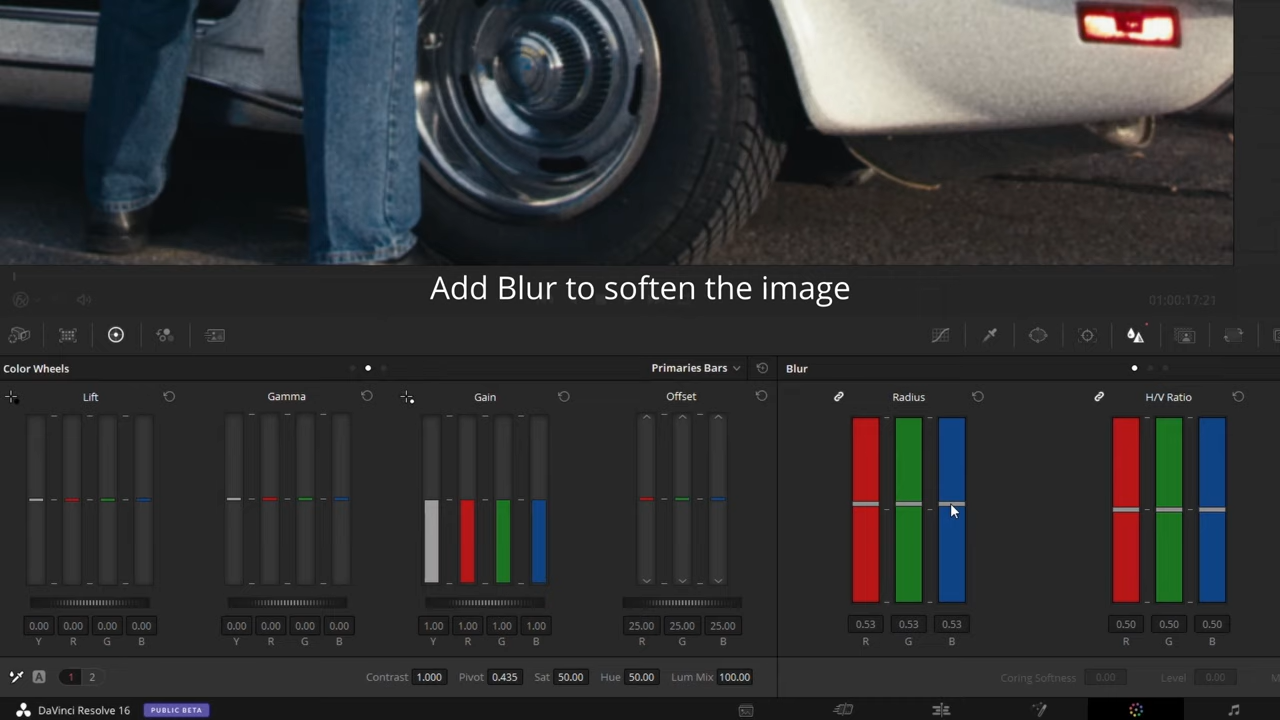 Add Blur to soften the image
01:00:17:21
Color Wheels
Primaries Bars
Blur
Lift
Gamma
Gain
Offset
Radius
H/V Ratio
0.00 0.00 0.00 0.00
0.00 0.00 0.00 0.00
1.00 1.00 1.00 1.00
25.00 25.00 25.00
0.53 0.53 0.53
0.50 0.50 0.50
Y R G B
Y R G B
Y R G B
R G B
R G B
R G B
A 1 2
Contrast 1.000 Pivot 0.435 Sat 50.00 Hue 50.00 Lum Mix 100.00
Coring Softness 0.00 Level 0.00 M
DaVinci Resolve 16 PUBLIC BETA